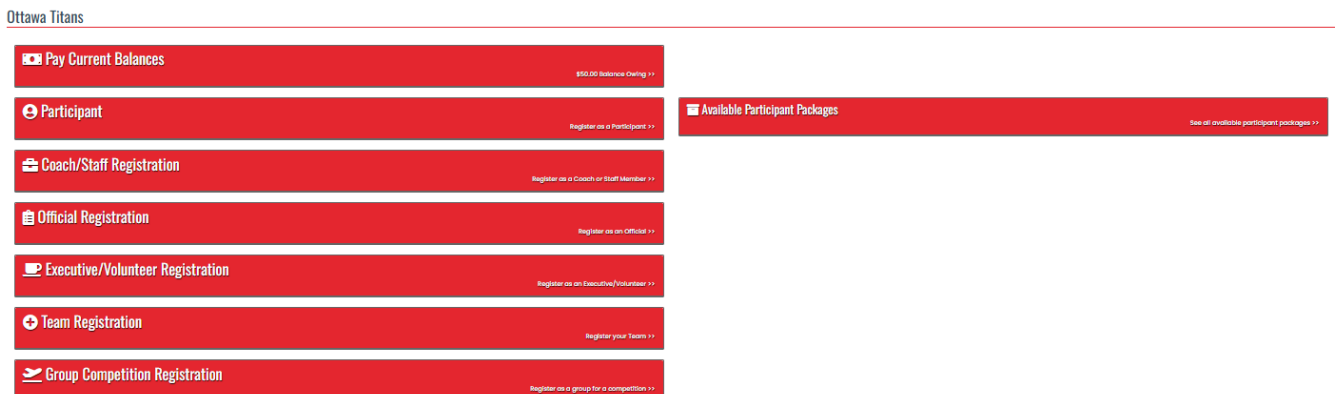 Ottawa Titans
Pay Current Balances
$50.00 Balance Owing >>
Participant
Register as a Participant >>
Available Participant Packages
See all available participant packages >>
Coach/Staff Registration
Register as a Coach or Staff Member >>
Official Registration
Register as an Official >>
Executive/Volunteer Registration
Register as an Executive/Volunteer >>
Team Registration
Register your Team >>
Group Competition Registration
Register as a group for a competition >>